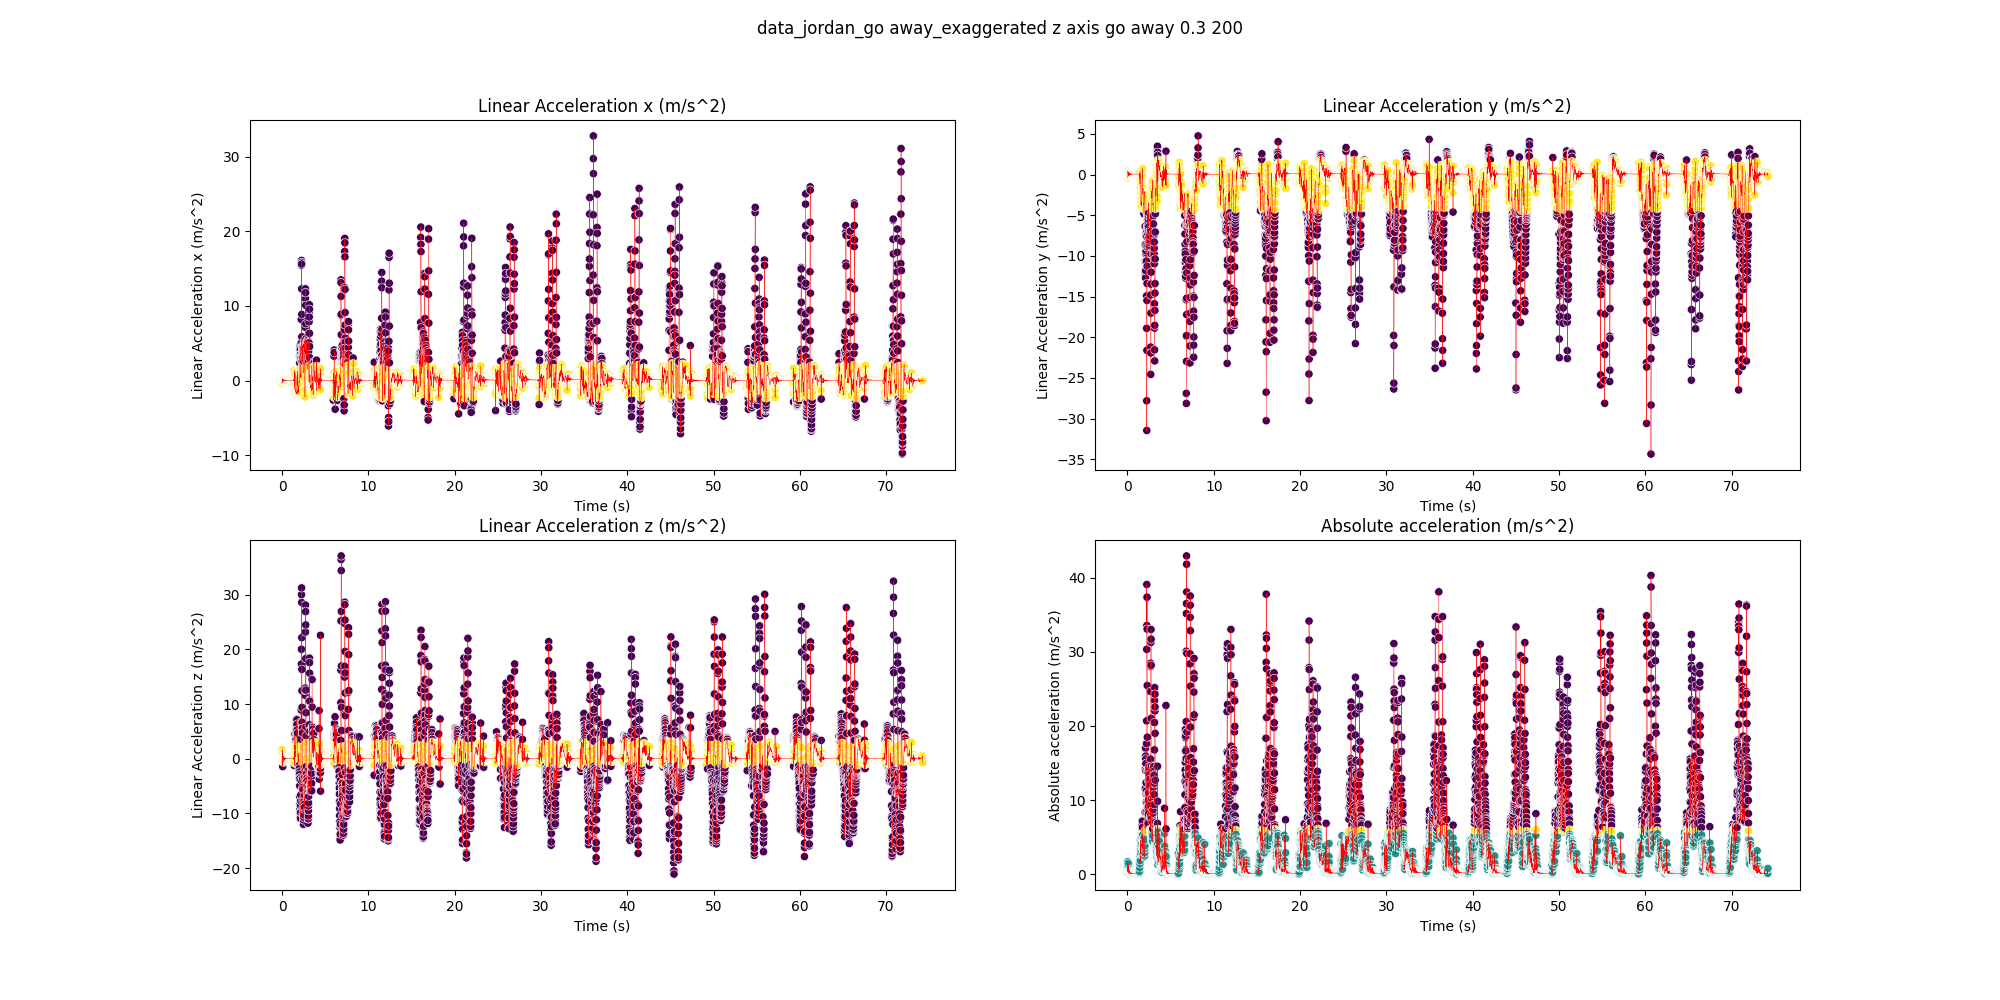 data_jordan_go away_exaggerated z axis go away 0.3 200
Linear Acceleration x (m/s^2)
Linear Acceleration x (m/s^2)
30
20
10
0
−10
0 10 20 30 40 50 60 70
Time (s)
Linear Acceleration y (m/s^2)
Linear Acceleration y (m/s^2)
5
0
−5
−10
−15
−20
−25
−30
−35
0 10 20 30 40 50 60 70
Time (s)
Linear Acceleration z (m/s^2)
Linear Acceleration z (m/s^2)
30
20
10
0
−10
−20
0 10 20 30 40 50 60 70
Time (s)
Absolute acceleration (m/s^2)
Absolute acceleration (m/s^2)
40
30
20
10
0
0 10 20 30 40 50 60 70
Time (s)